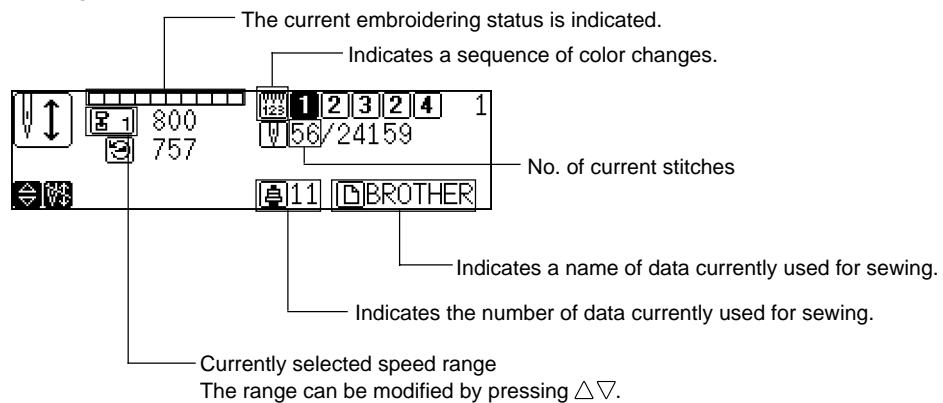 The current embroidering status is indicated.
Indicates a sequence of color changes.
123 1 2 3 2 4 1
1 800
56/24159
757
No. of current stitches
11 BROTHER
Indicates a name of data currently used for sewing.
Indicates the number of data currently used for sewing.
Currently selected speed range
The range can be modified by pressing △▽.